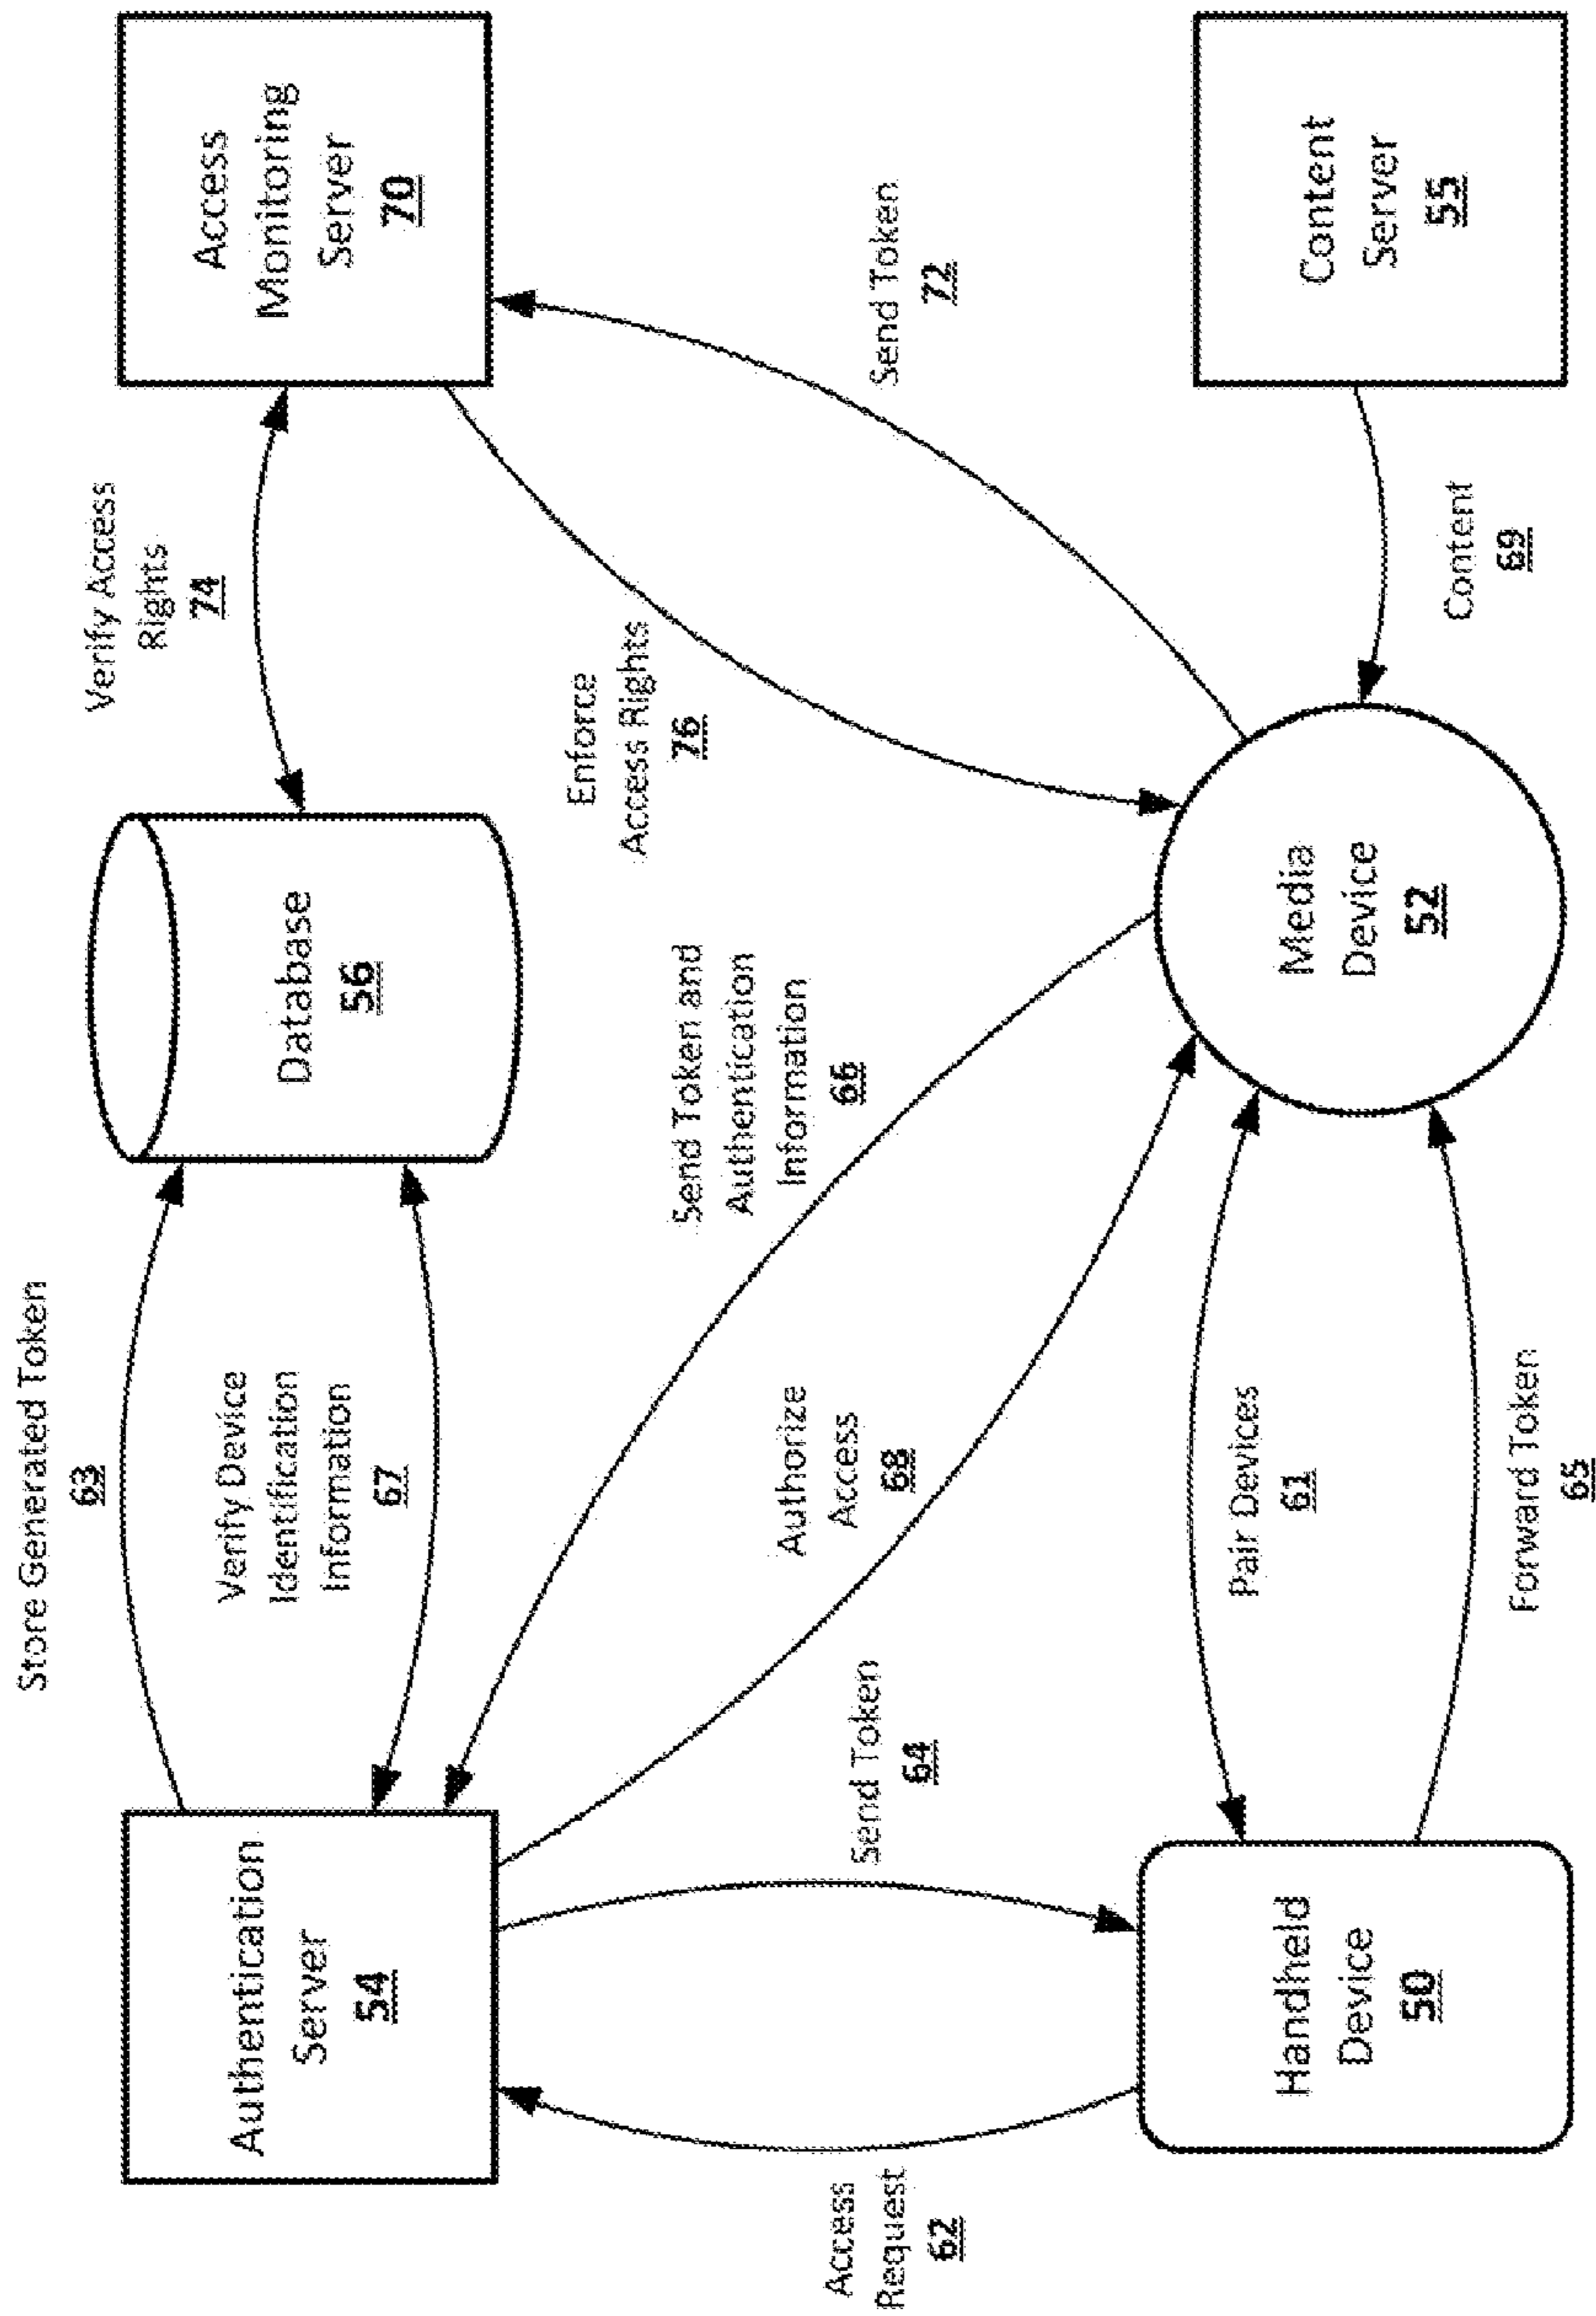 Store Generated Token
63
Verify Device
Identification
Information
67
Verify Access
Rights
74
Authentication
Server
54
Database
56
Access
Monitoring
Server
70
Send Token and
Authentication
Information
66
Enforce
Access Rights
76
Authorize
Access
68
Send Token
72
Access
Request
62
Send Token
64
Pair Devices
61
Handheld
Device
50
Media
Device
52
Content
Server
55
Forward Token
65
Content
69